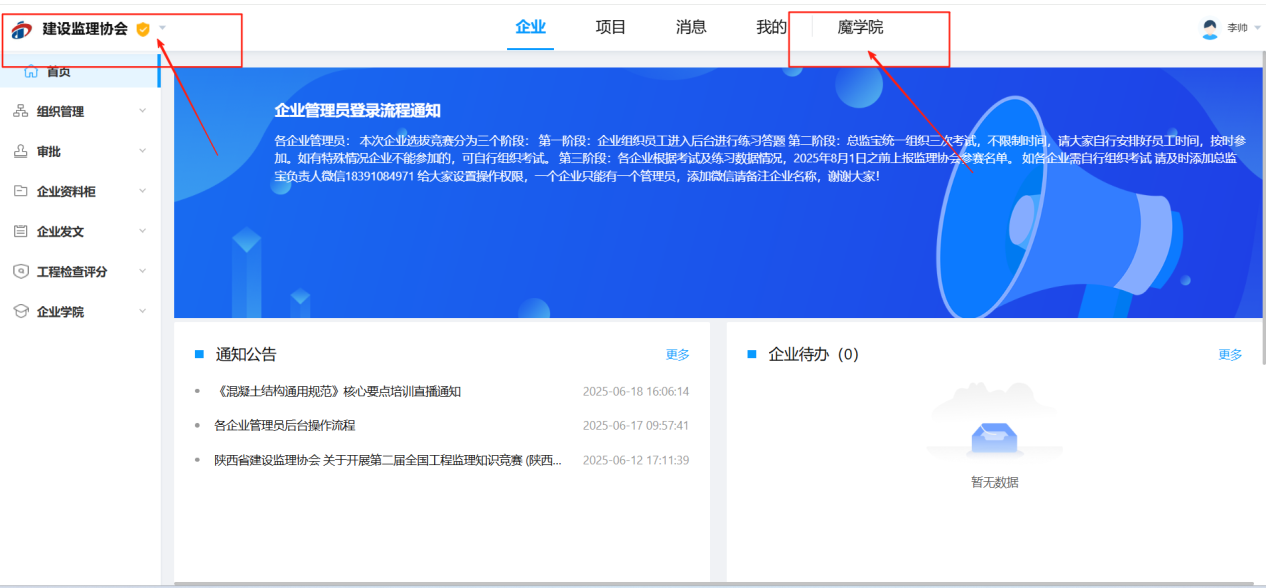 建设监理协会
企业
项目
消息
我的
魔学院
李帅
首页
组织管理
审批
企业资料柜
企业发文
工程检查评分
企业学院
企业管理员登录流程通知
各企业管理员： 本次企业选拔竞赛分为三个阶段： 第一阶段：企业组织员工进入后台进行练习答题 第二阶段：总监宝统一组织三次考试，不限制时间，请大家自行安排好员工时间，按时参
加。如有特殊情况企业不能参加的，可自行组织考试。 第三阶段：各企业根据考试及练习数据情况，2025年8月1日之前上报监理协会参赛名单。 如各企业需自行组织考试 请及时添加总监
宝负责人微信18391084971 给大家设置操作权限，一个企业只能有一个管理员，添加微信请备注企业名称，谢谢大家！
通知公告
更多
《混凝土结构通用规范》核心要点培训直播通知
2025-06-18 16:06:14
各企业管理员后台操作流程
2025-06-17 09:57:41
陕西省建设监理协会 关于开展第二届全国工程监理知识竞赛 (陕西...
2025-06-12 17:11:39
企业待办（0）
更多
暂无数据